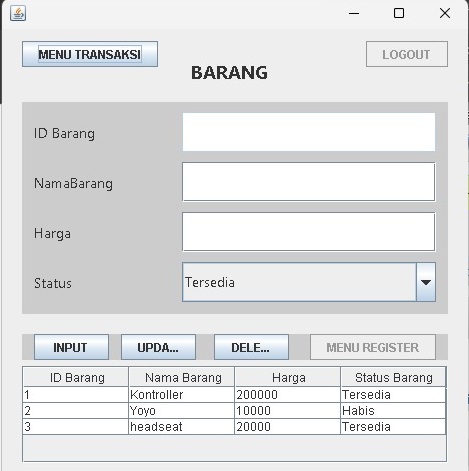 MENU TRANSAKSI
LOGOUT
BARANG
ID Barang
NamaBarang
Harga
Status
Tersedia
INPUT
UPDA...
DELE...
MENU REGISTER
ID Barang Nama Barang Harga Status Barang
1 Kontroller 200000 Tersedia
2 Yoyo 10000 Habis
3 headseat 20000 Tersedia